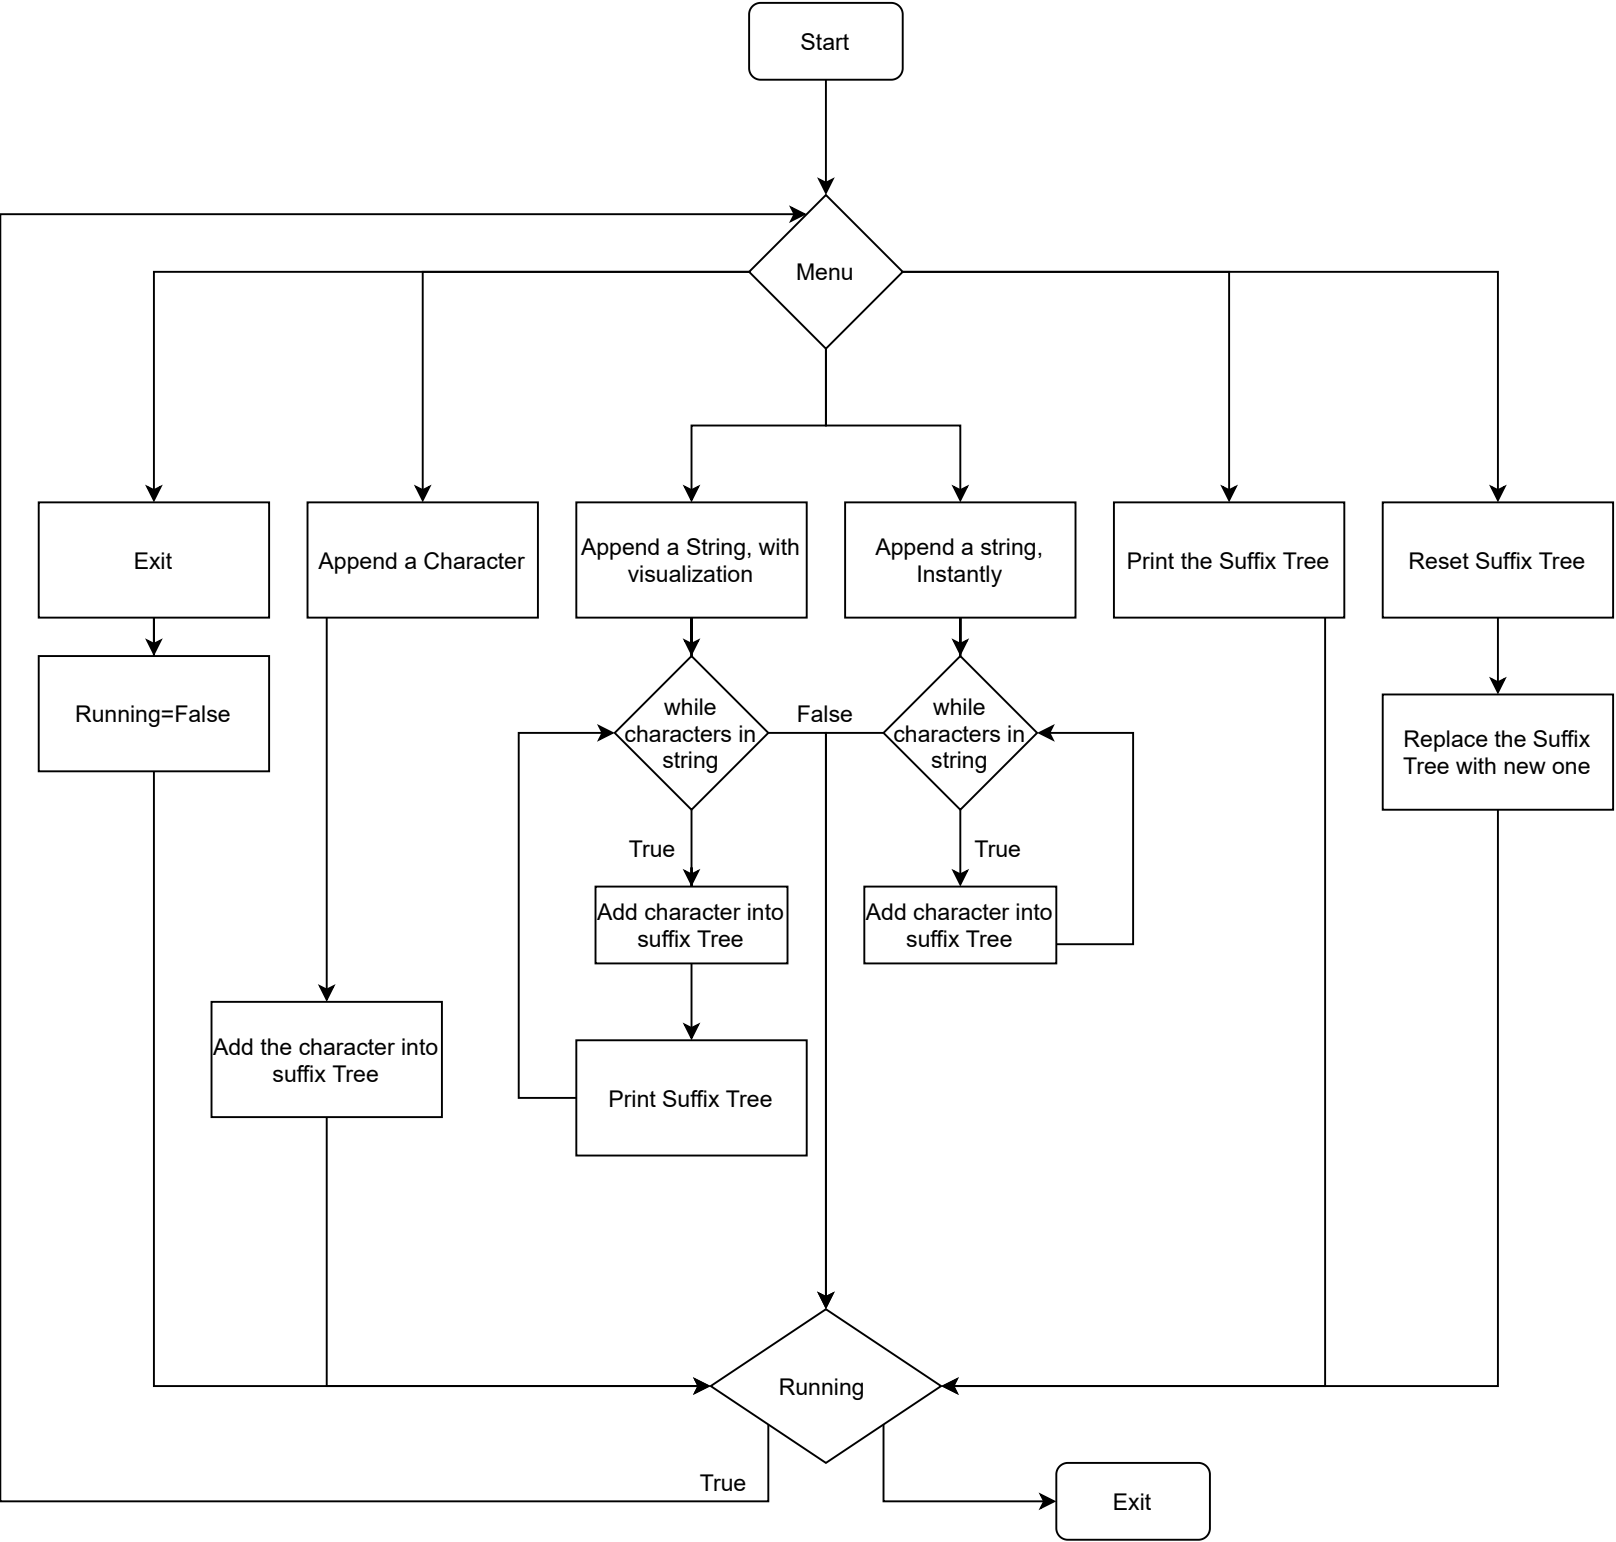 Start
Menu
Exit
Append a Character
Append a String, with
visualization
Append a string,
Instantly
Print the Suffix Tree
Reset Suffix Tree
Running=False
while
characters in
string
False
while
characters in
string
Replace the Suffix
Tree with new one
True
True
Add character into
suffix Tree
Add character into
suffix Tree
Add the character into
suffix Tree
Print Suffix Tree
Running
True
Exit